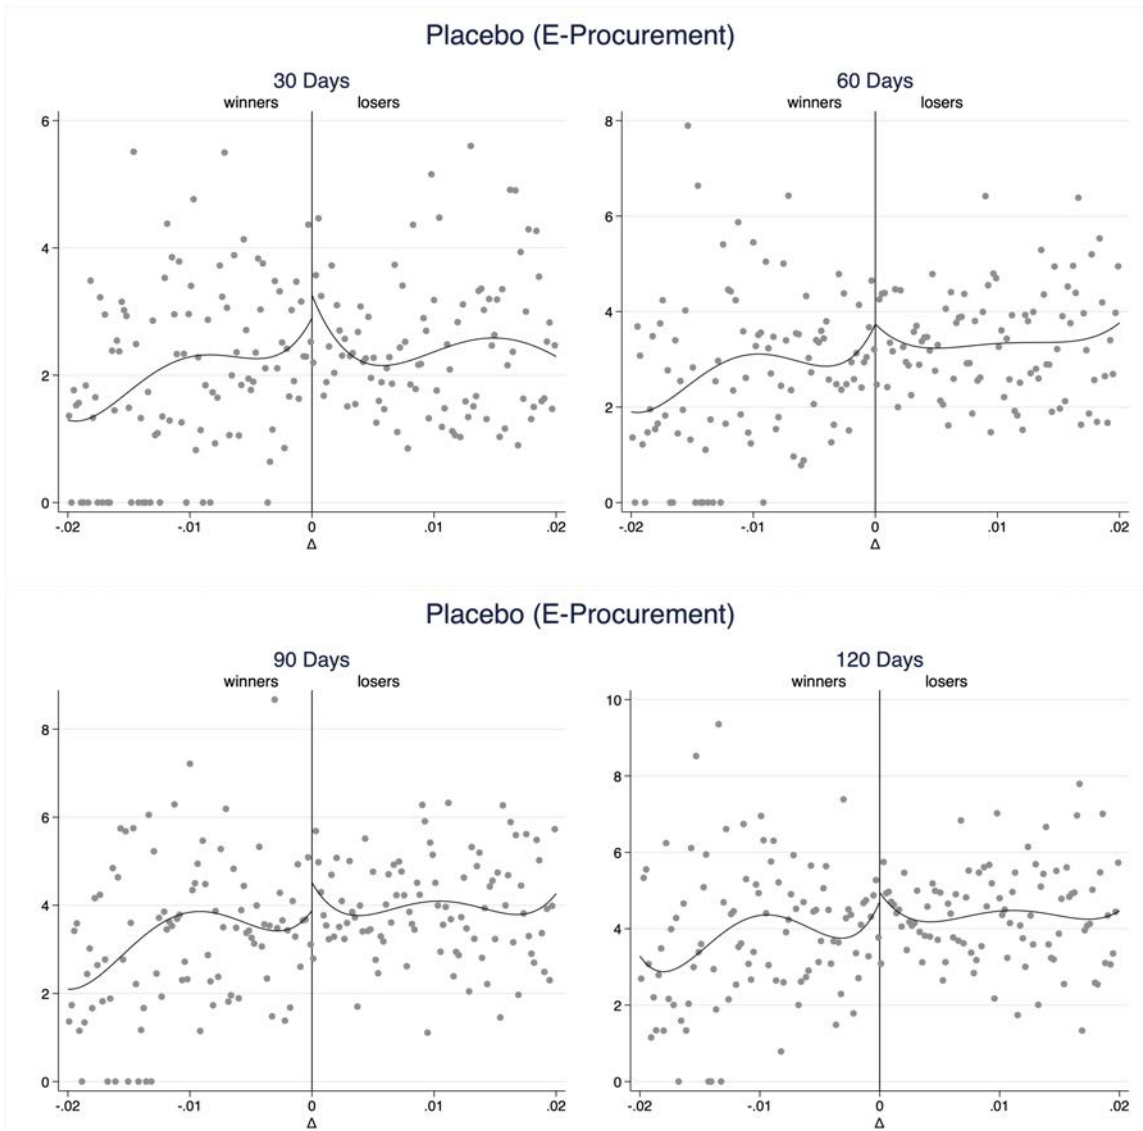 Placebo (E-Procurement)
30 Days
winners losers
6
4
2
0
-.02 -.01 0 .01 .02
Δ
60 Days
winners losers
8
6
4
2
0
-.02 -.01 0 .01 .02
Δ
Placebo (E-Procurement)
90 Days
winners losers
8
6
4
2
0
-.02 -.01 0 .01 .02
Δ
120 Days
winners losers
10
8
6
4
2
0
-.02 -.01 0 .01 .02
Δ